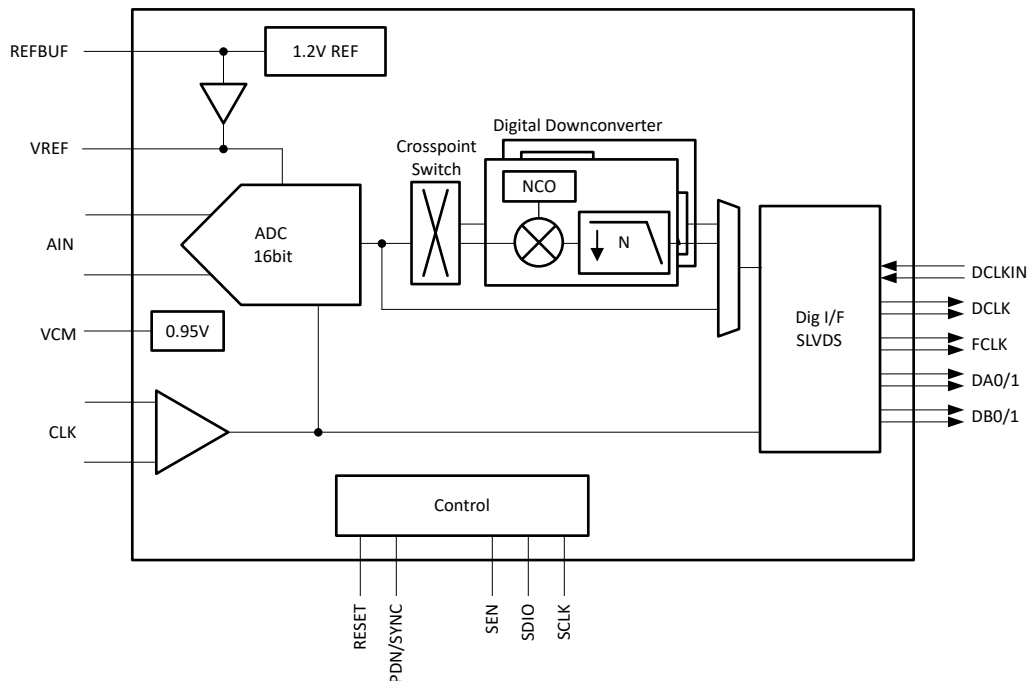 REFBUF
1.2V REF
VREF
Crosspoint
Switch
Digital Downconverter
NCO
N
AIN
ADC
16bit
VCM
0.95V
CLK
Dig I/F
SLVDS
DCLKIN
DCLK
FCLK
DA0/1
DB0/1
Control
RESET
PDN/SYNC
SEN
SDIO
SCLK